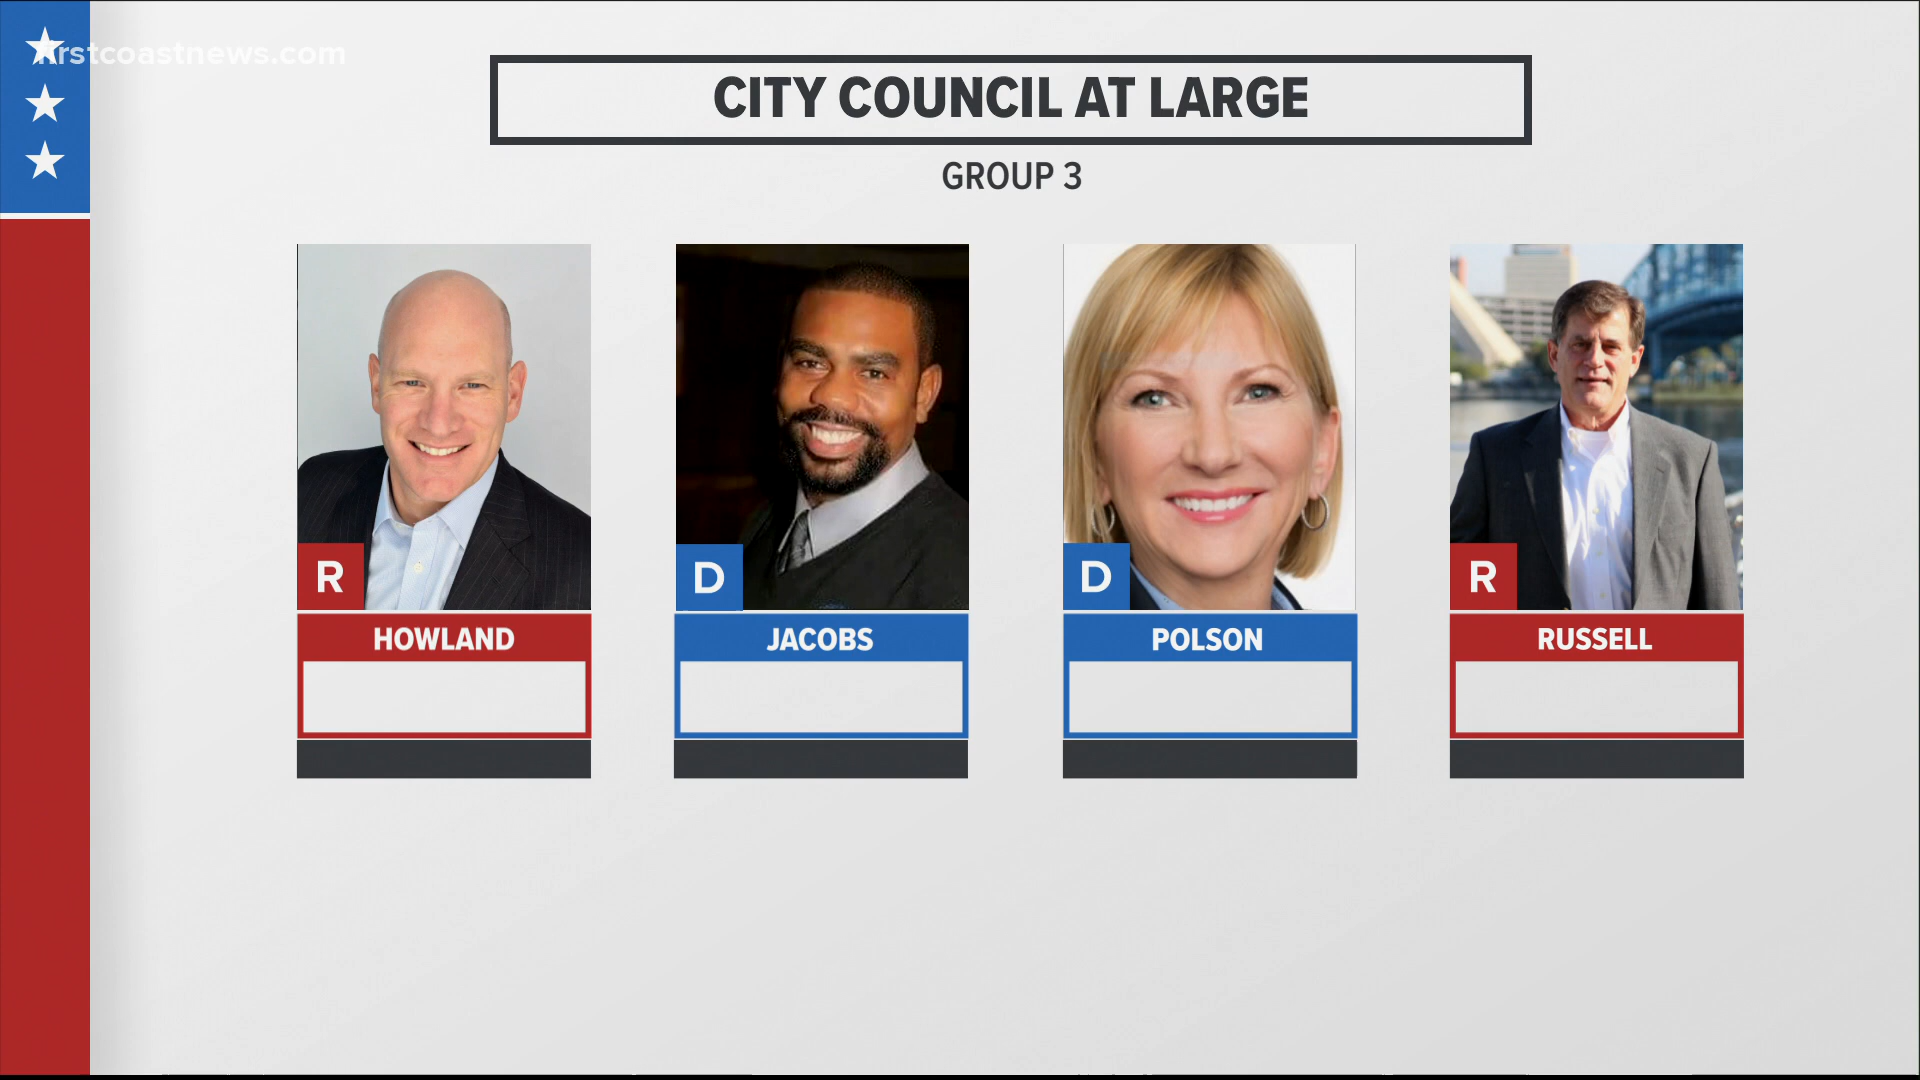 firstcoastnews.com
CITY COUNCIL AT LARGE
GROUP 3
R
D
D
R
HOWLAND
JACOBS
POLSON
RUSSELL